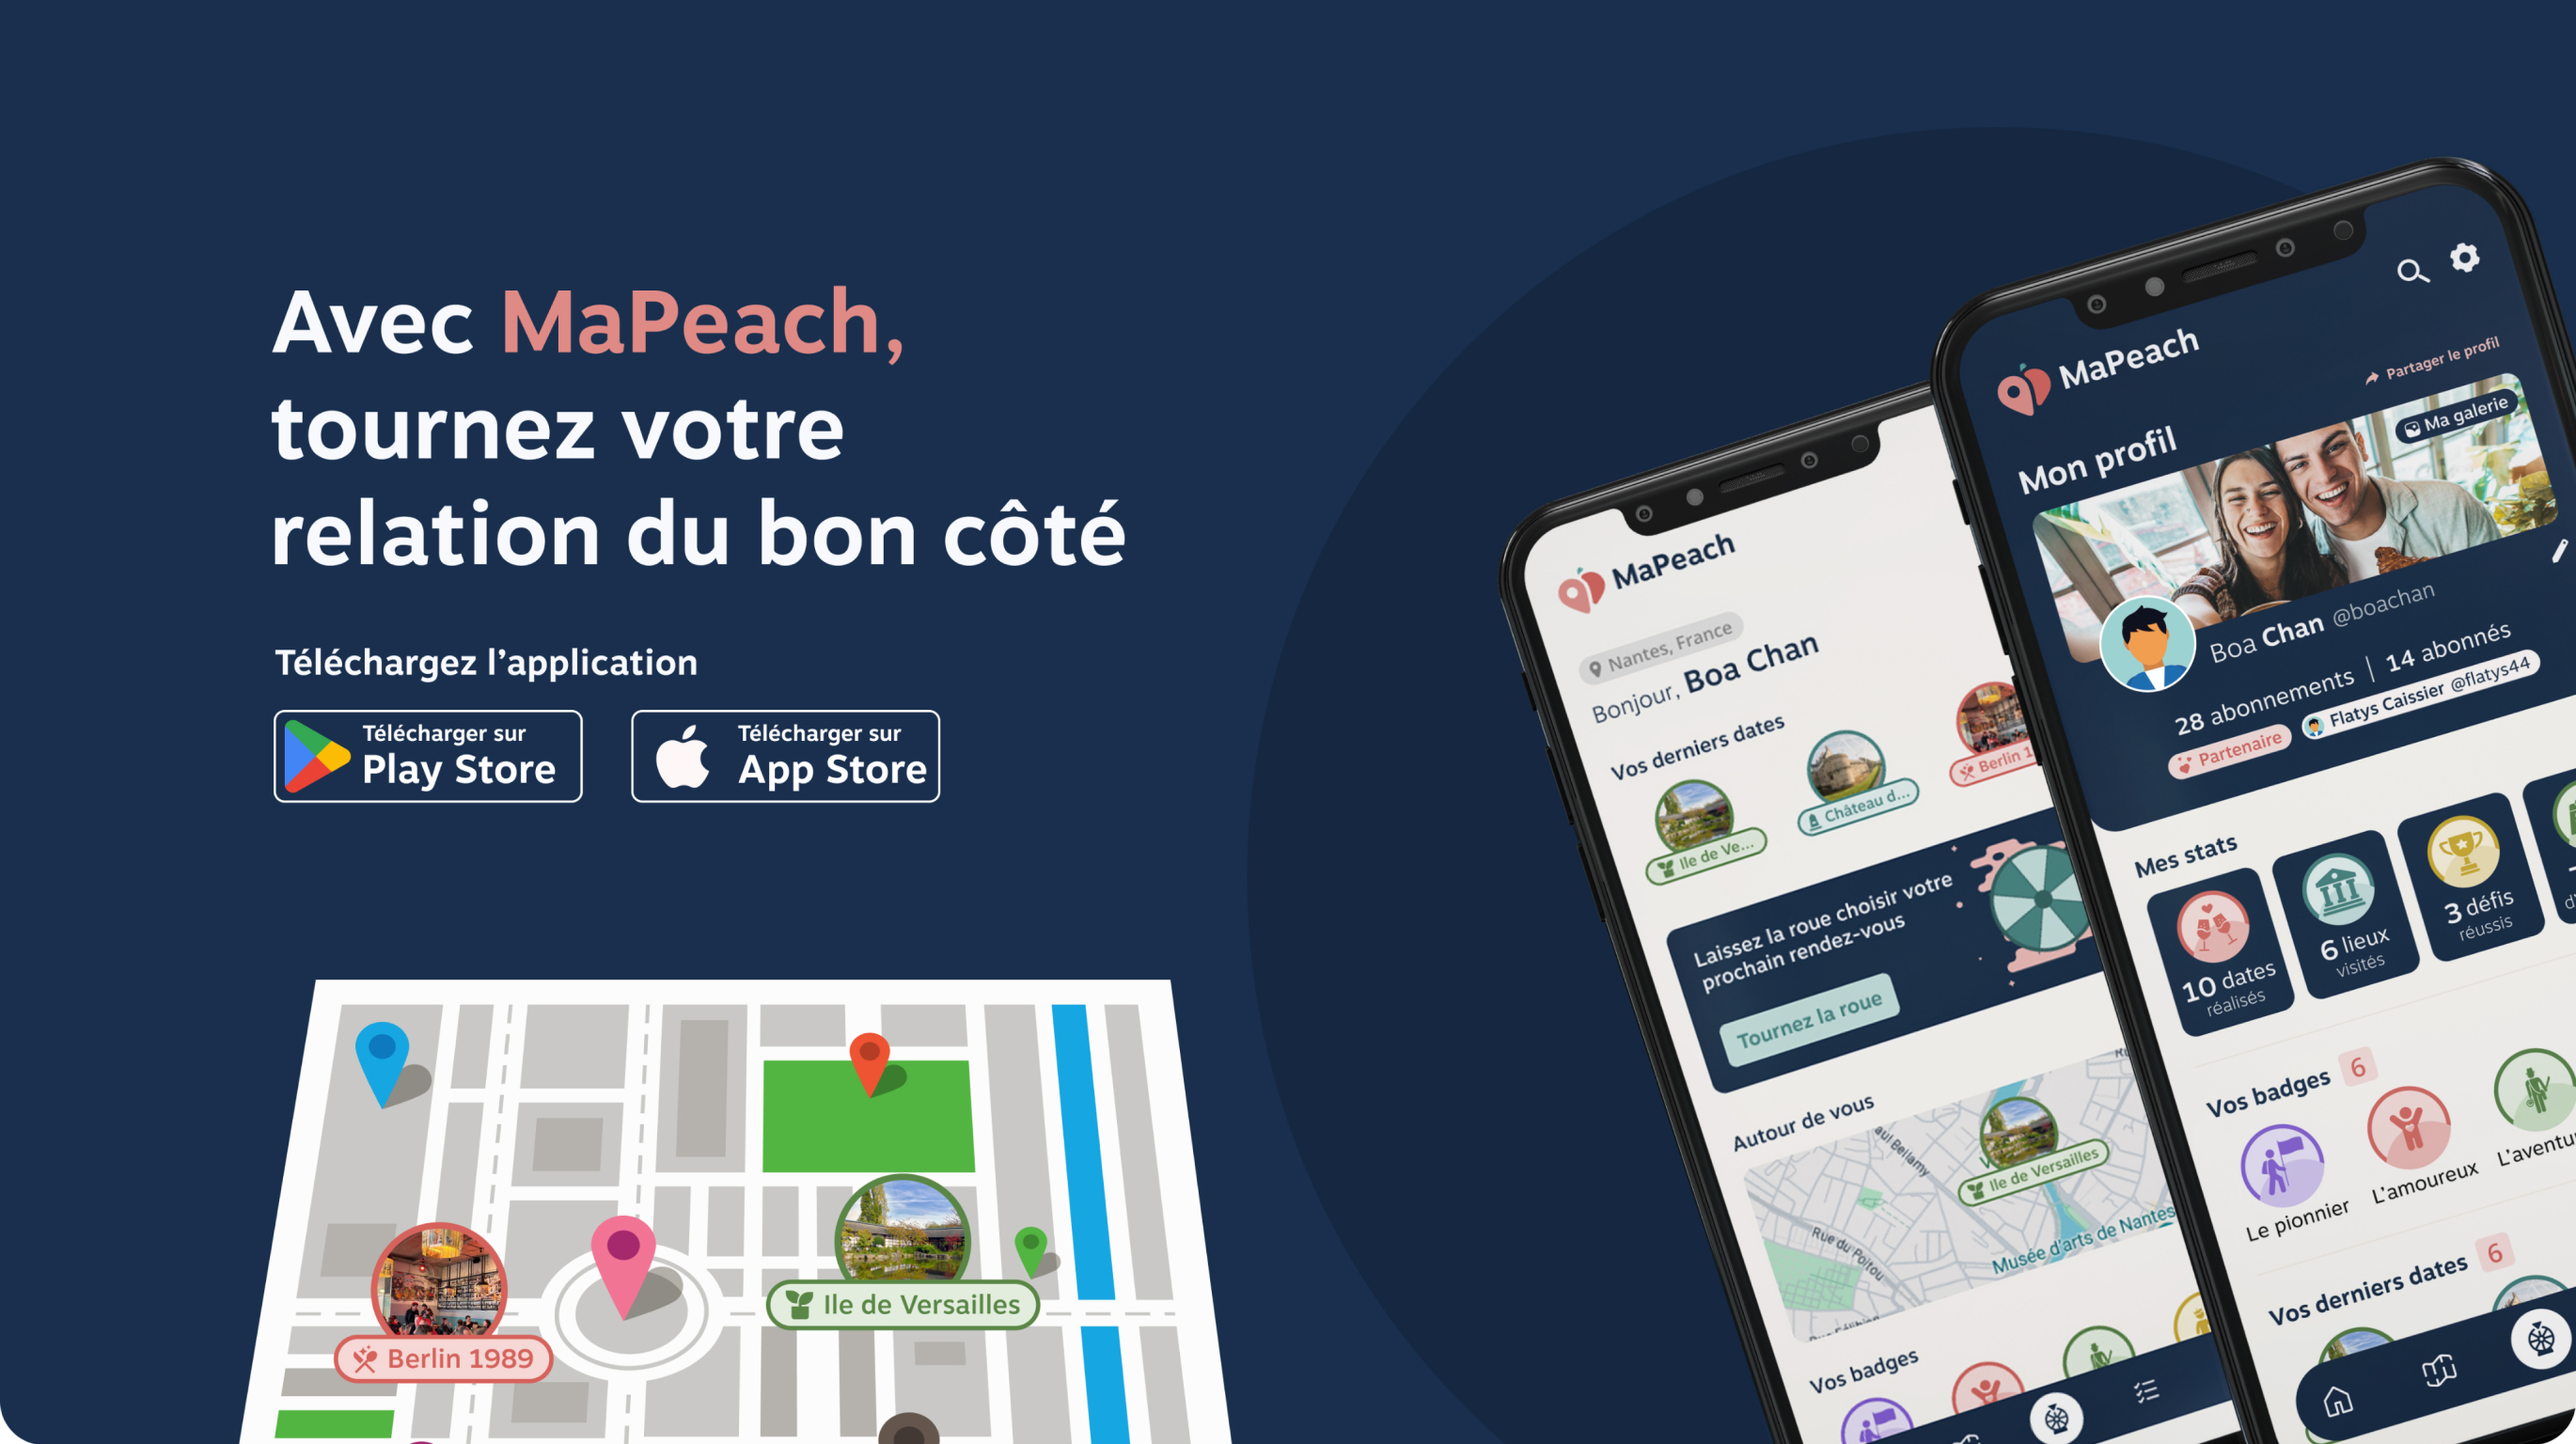 Avec MaPeach,
tournez votre
relation du bon côté
Téléchargez l’application
Télécharger sur
Play Store
Télécharger sur
App Store
Berlin 1989
Ile de Versailles
MaPeach
Nantes, France
Bonjour, Boa Chan
Vos derniers dates
Ile de Ve...
Château d...
Berlin 1
Laissez la roue choisir votre
prochain rendez-vous
Tournez la roue
Autour de vous
aul Bellamy
Ile de Versailles
Rue du Poitou
Musée d'arts de Nantes
Vos badges
MaPeach
Partager le profil
Mon profil
Ma galerie
Boa Chan @boachan
28 abonnements | 14 abonnés
Partenaire
Flatys Caissier @flatys44
Mes stats
10 dates
réalisés
6 lieux
visités
3 défis
réussis
Vos badges 6
Le pionnier
L'amoureux
L'aventu
Vos derniers dates 6